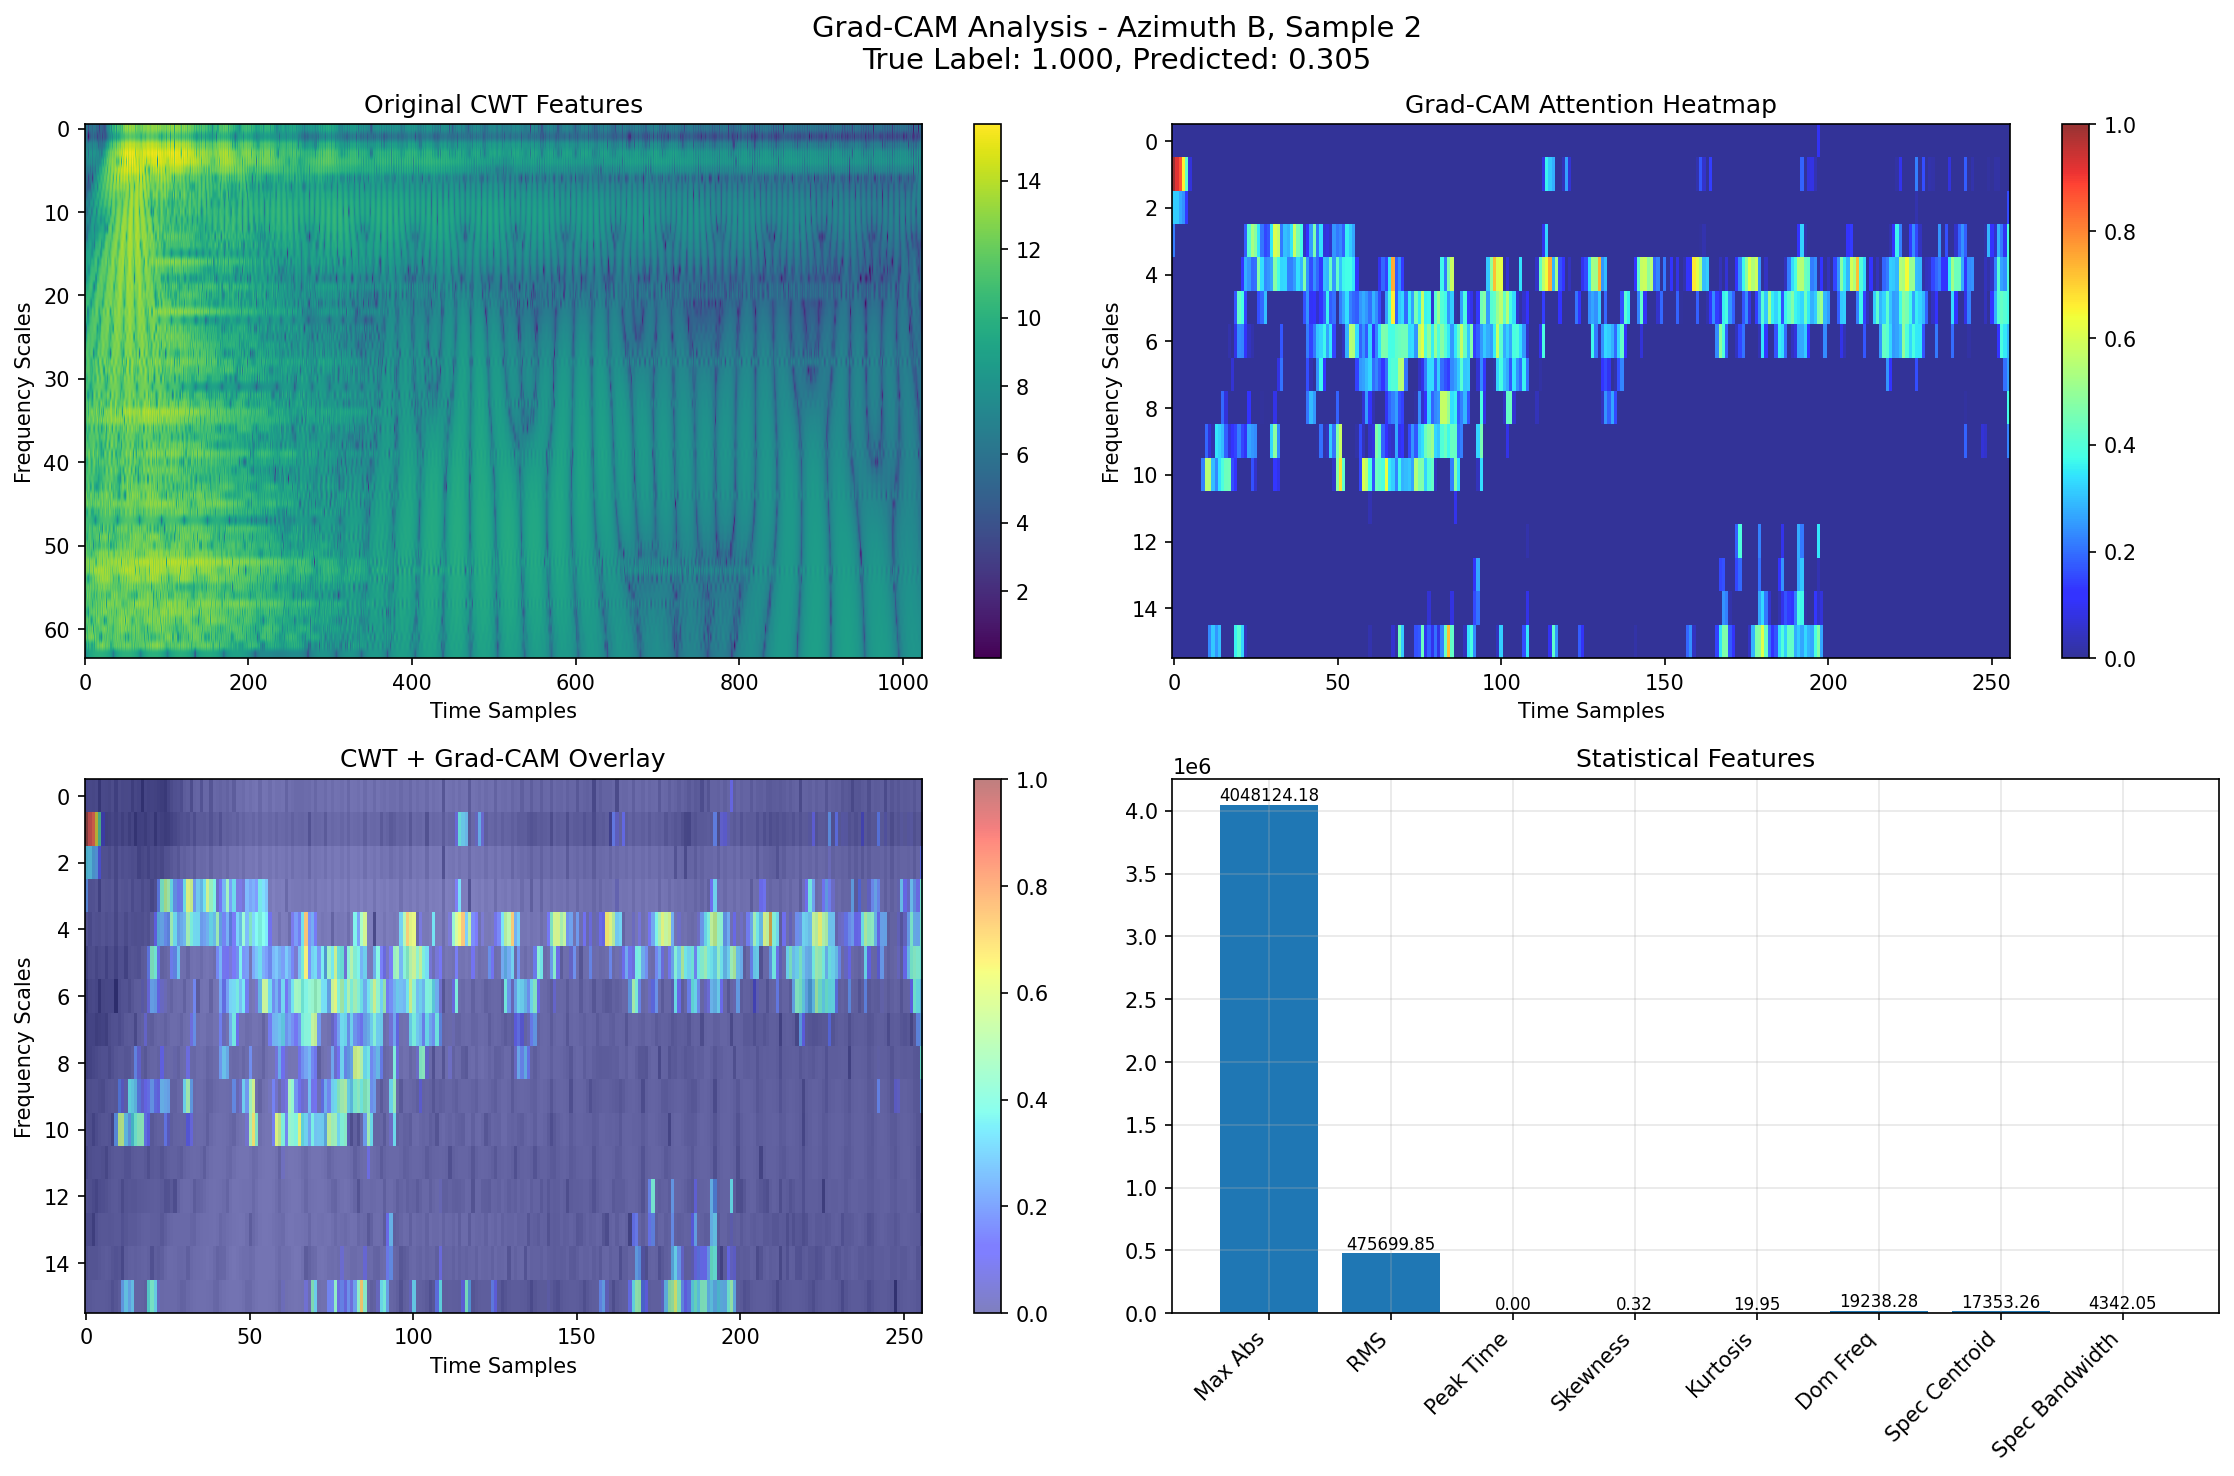 Grad-CAM Analysis - Azimuth B, Sample 2
True Label: 1.000, Predicted: 0.305
Original CWT Features
Frequency Scales
0
10
20
30
40
50
60
0 200 400 600 800 1000
Time Samples
14
12
10
8
6
4
2
Grad-CAM Attention Heatmap
Frequency Scales
0
2
4
6
8
10
12
14
0 50 100 150 200 250
Time Samples
1.0
0.8
0.6
0.4
0.2
0.0
CWT + Grad-CAM Overlay
Frequency Scales
0
2
4
6
8
10
12
14
0 50 100 150 200 250
Time Samples
1.0
0.8
0.6
0.4
0.2
0.0
Statistical Features
1e6
4.0
3.5
3.0
2.5
2.0
1.5
1.0
0.5
0.0
4048124.18
475699.85
0.00
0.32
19.95
19238.28
17353.26
4342.05
Max Abs
RMS
Peak Time
Skewness
Kurtosis
Dom Freq
Spec Centroid
Spec Bandwidth